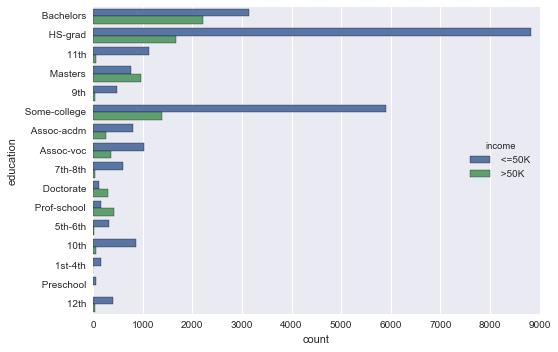 Bachelors
HS-grad
11th
Masters
9th
Some-college
Assoc-acdm
Assoc-voc
7th-8th
Doctorate
Prof-school
5th-6th
10th
1st-4th
Preschool
12th
education
income
<=50K
>50K
0 1000 2000 3000 4000 5000 6000 7000 8000 9000
count